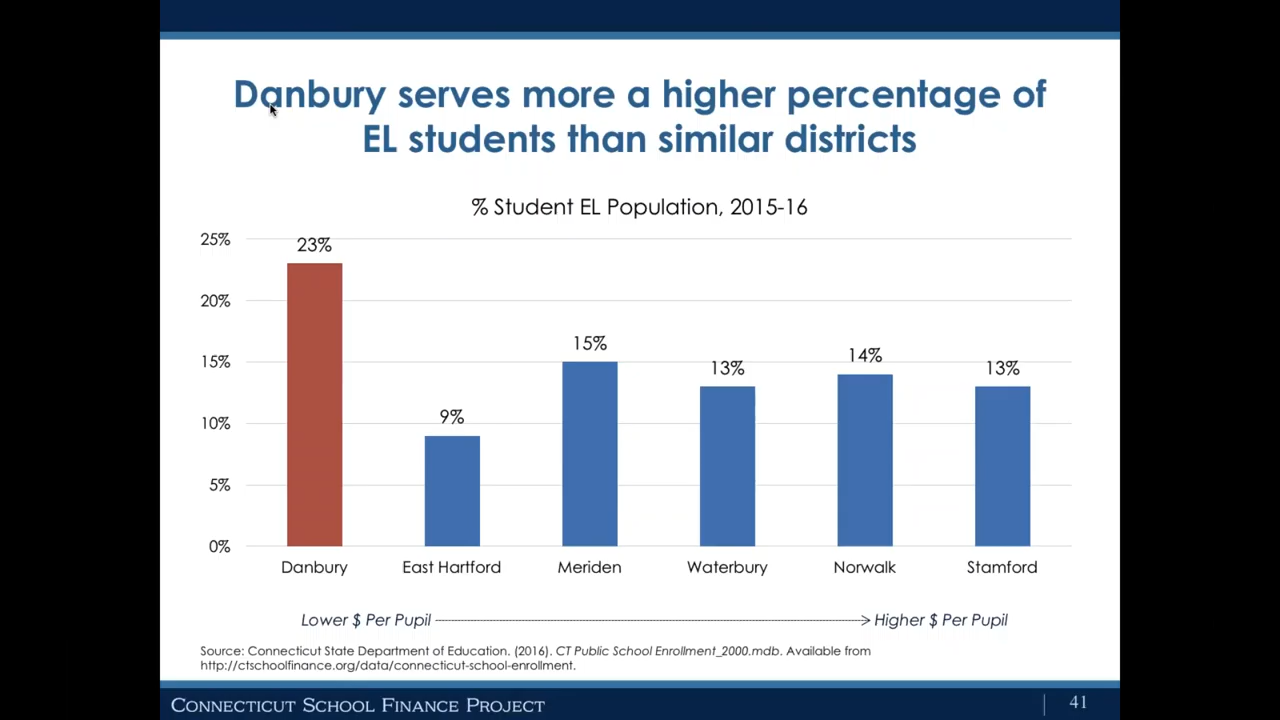 Danbury serves more a higher percentage of
EL students than similar districts
% Student EL Population, 2015-16
25%
20%
15%
10%
5%
0%
23%
9%
15%
13%
14%
13%
Danbury
East Hartford
Meriden
Waterbury
Norwalk
Stamford
Lower $ Per Pupil
Higher $ Per Pupil
Source: Connecticut State Department of Education. (2016). CT Public School Enrollment_2000.mdb. Available from
http://ctschoolfinance.org/data/connecticut-school-enrollment.
CONNECTICUT SCHOOL FINANCE PROJECT
41